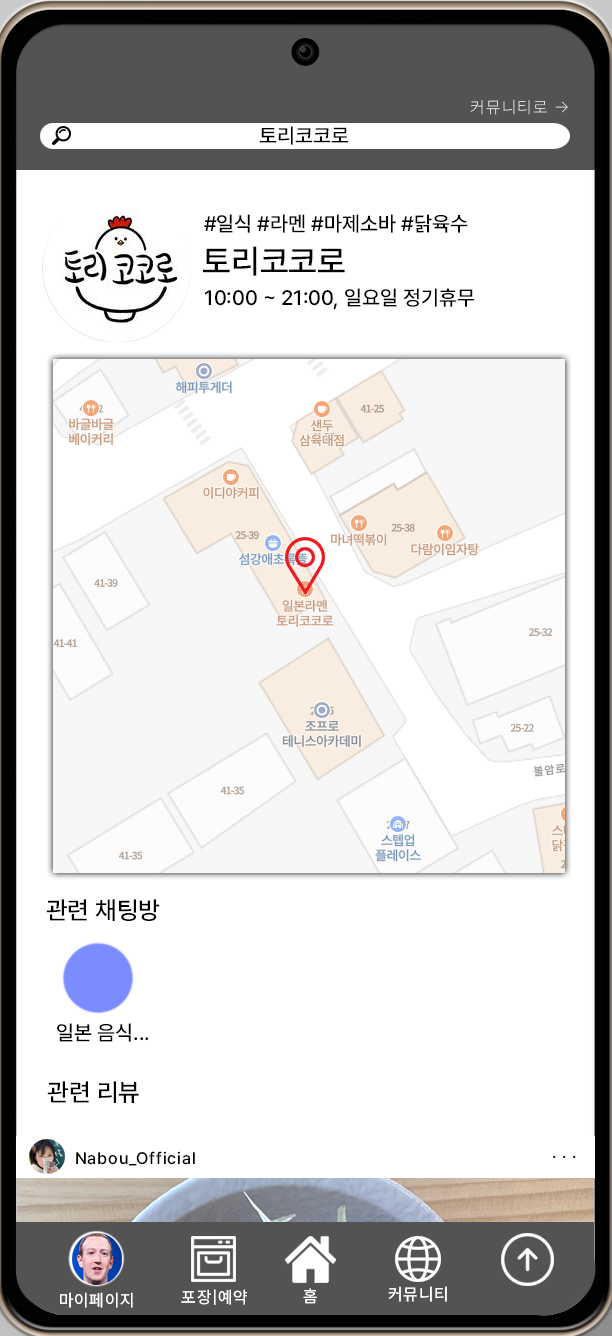 커뮤니티로 →
토리코코로
토리코코로
#일식 #라멘 #마제소바 #닭육수
토리코코로
10:00 ~ 21:00, 일요일 정기휴무
해피투게더
바글바글
베이커리
41-25
샌두
삼육대점
이디야커피
25-39
마녀떡볶이
25-38
다람이임자탕
섬강애초
41-39
일본라멘
토리코코로
41-41
25-32
조프로
테니스아카데미
25-22
41-35
불암로
스텝업
플레이스
41-35
관련 채팅방
일본 음식...
관련 리뷰
Nabou_Official
...
마이페이지
포장|예약
홈
커뮤니티